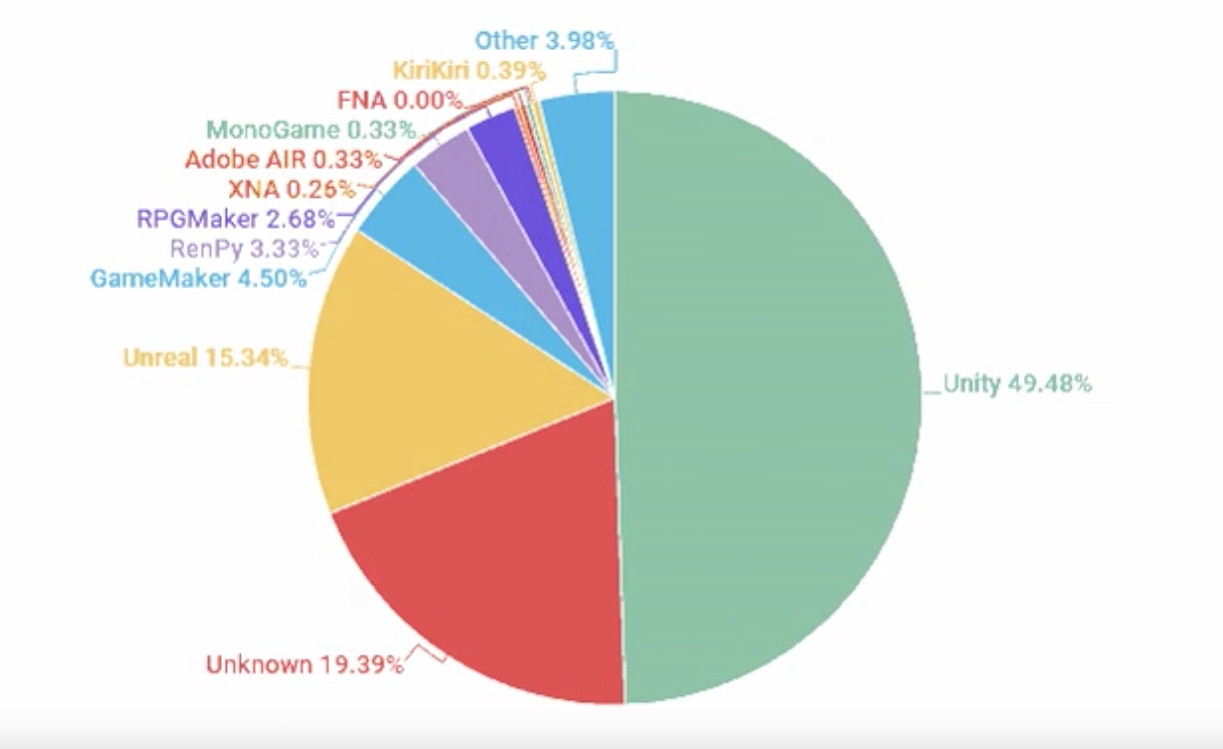 Other 3.98%
KiriKiri 0.39%
FNA 0.00%
MonoGame 0.33%
Adobe AIR 0.33%
XNA 0.26%
RPGMaker 2.68%
RenPy 3.33%
GameMaker 4.50%
Unreal 15.34%
Unity 49.48%
Unknown 19.39%